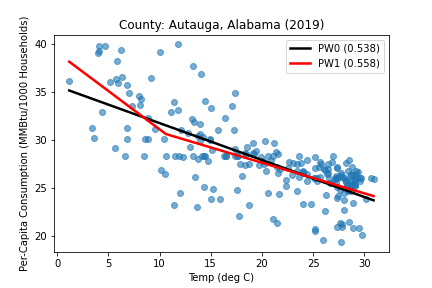 County: Autauga, Alabama (2019)
PW0 (0.538)
PW1 (0.558)
Per-Capita Consumption (MMBtu/1000 Households)
40
35
30
25
20
0 5 10 15 20 25 30
Temp (deg C)